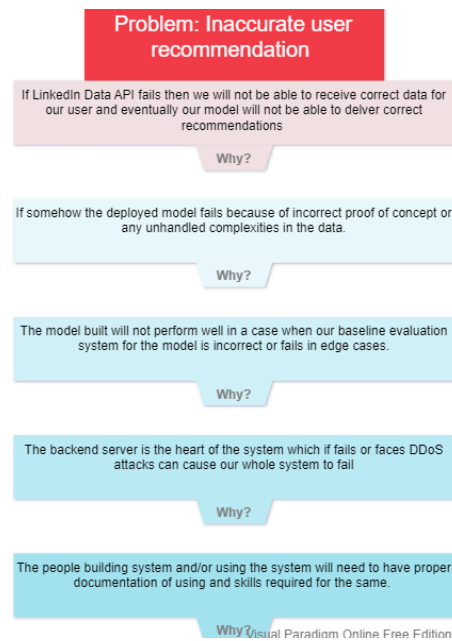 Problem: Inaccurate user
recommendation
If LinkedIn Data API fails then we will not be able to receive correct data for
our user and eventually our model will not be able to delver correct
recommendations
Why?
If somehow the deployed model fails because of incorrect proof of concept or
any unhandled complexities in the data.
Why?
The model built will not perform well in a case when our baseline evaluation
system for the model is incorrect or fails in edge cases.
Why?
The backend server is the heart of the system which if fails or faces DDoS
attacks can cause our whole system to fail
Why?
The people building system and/or using the system will need to have proper
documentation of using and skills required for the same.
Why?
Visual Paradigm Online Free Edition